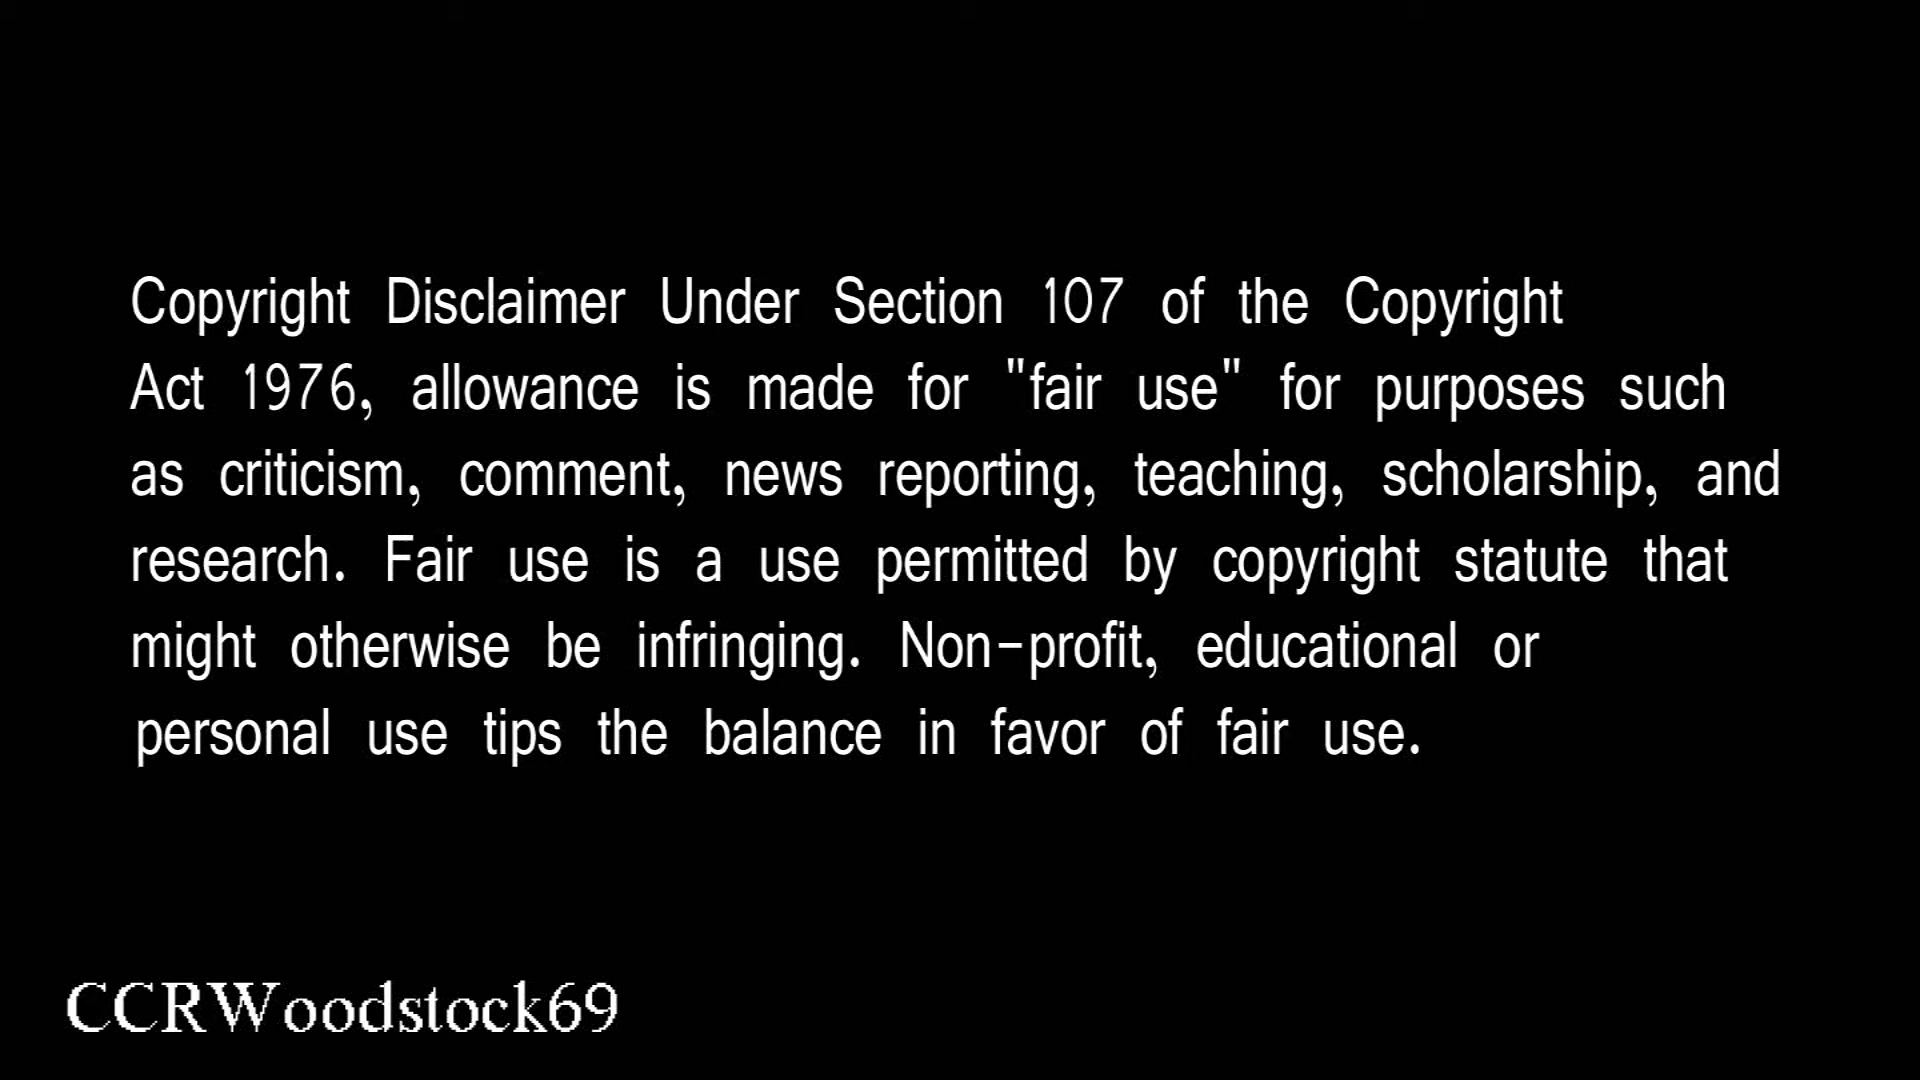 Copyright Disclaimer Under Section 107 of the Copyright
Act 1976, allowance is made for "fair use" for purposes such
as criticism, comment, news reporting, teaching, scholarship, and
research. Fair use is a use permitted by copyright statute that
might otherwise be infringing. Non-profit, educational or
personal use tips the balance in favor of fair use.
CCRWoodstock69